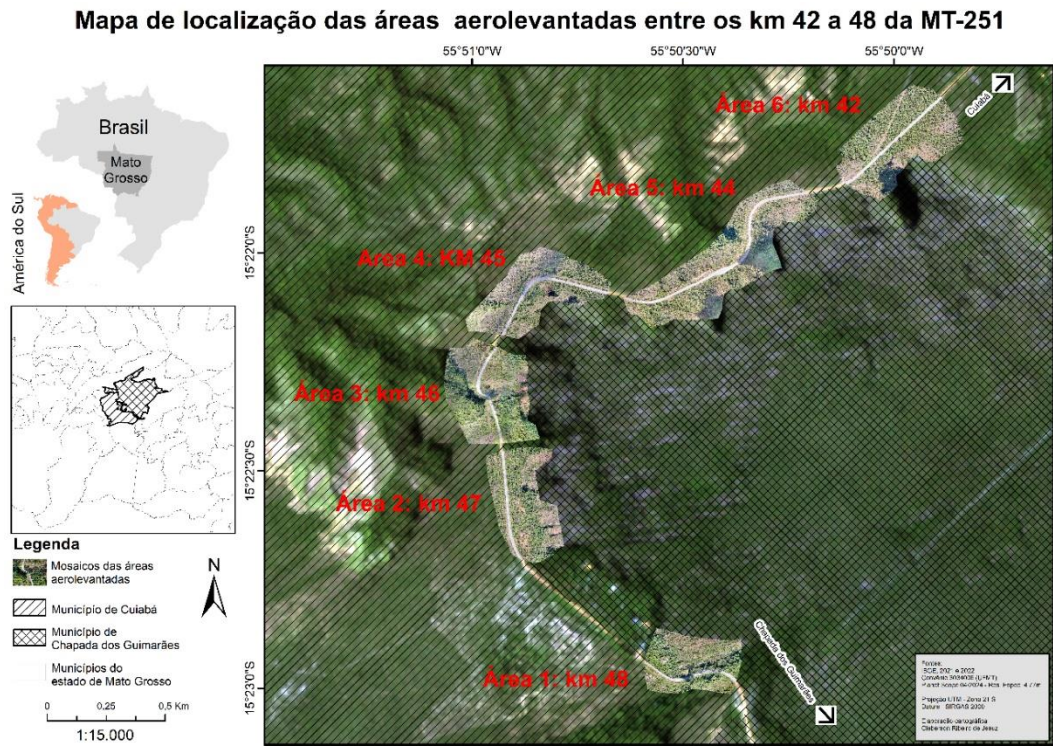 Mapa de localização das áreas aerolevantadas entre os km 42 a 48 da MT-251
55°51'0"W
55°50'30"W
55°50'0"W
Brasil
Mato
Grosso
América do Sul
Área 6: km 42
Cuiabá
Área 5: km 44
15°22'0"S
Área 4: KM 45
Área 3: km 46
15°22'30"S
Área 2: km 47
Chapada dos Guimarães
15°23'0"S
Área 1: km 48
Legenda
Mosaicos das áreas
aerolevantadas
Município de Cuiabá
Município de
Chapada dos Guimarães
Municípios do
estado de Mato Grosso
N
0
0,25
0,5 Km
1:15.000
Fontes:
IBGE, 2021 e 2022
Projeção UTM - Zona 21 S
Datum: SIRGAS 2000
Elaboração cartográfica